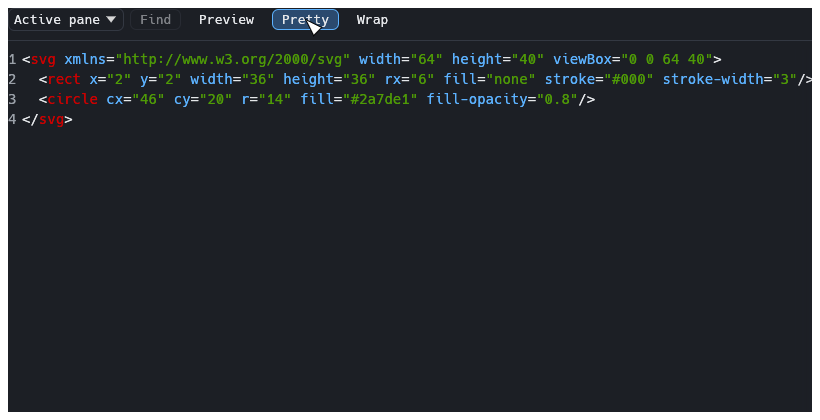 Active pane ▼ Find Preview Pretty Wrap
1 <svg xmlns="http://www.w3.org/2000/svg" width="64" height="40" viewBox="0 0 64 40">
2   <rect x="2" y="2" width="36" height="36" rx="6" fill="none" stroke="#000" stroke-width="3"/>
3   <circle cx="46" cy="20" r="14" fill="#2a7de1" fill-opacity="0.8"/>
4 </svg>